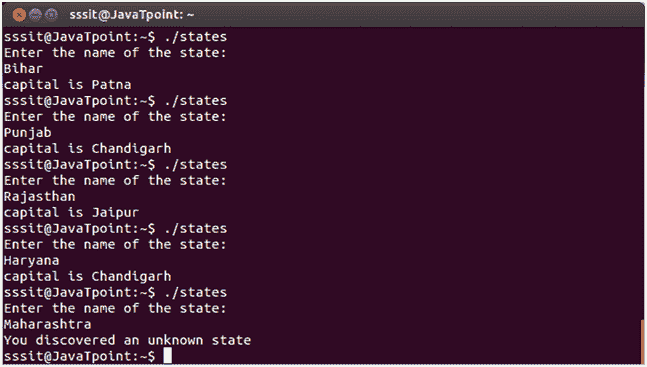 sssit@JavaTpoint: ~
sssit@JavaTpoint:~$ ./states
Enter the name of the state:
Bihar
capital is Patna
sssit@JavaTpoint:~$ ./states
Enter the name of the state:
Punjab
capital is Chandigarh
sssit@JavaTpoint:~$ ./states
Enter the name of the state:
Rajasthan
capital is Jaipur
sssit@JavaTpoint:~$ ./states
Enter the name of the state:
Haryana
capital is Chandigarh
sssit@JavaTpoint:~$ ./states
Enter the name of the state:
Maharashtra
You discovered an unknown state
sssit@JavaTpoint:~$